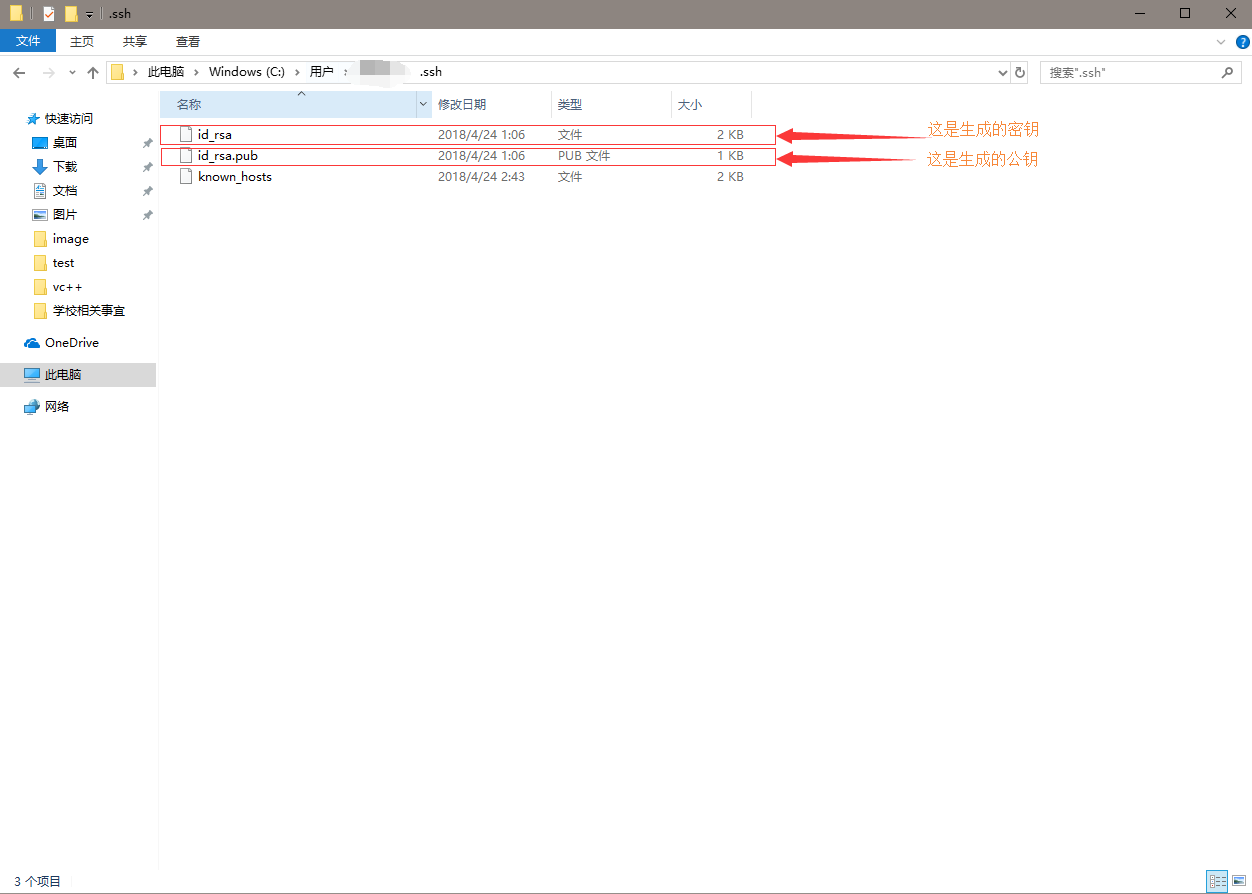 .ssh
文件 主页 共享 查看
此电脑 Windows (C:) 用户 .ssh 搜索".ssh"
名称 修改日期 类型 大小
快速访问
桌面
下载
文档
图片
image
test
vc++
学校相关事宜
OneDrive
此电脑
网络
id_rsa 2018/4/24 1:06 文件 2 KB 这是生成的密钥
id_rsa.pub 2018/4/24 1:06 PUB 文件 1 KB 这是生成的公钥
known_hosts 2018/4/24 2:43 文件 2 KB
3 个项目